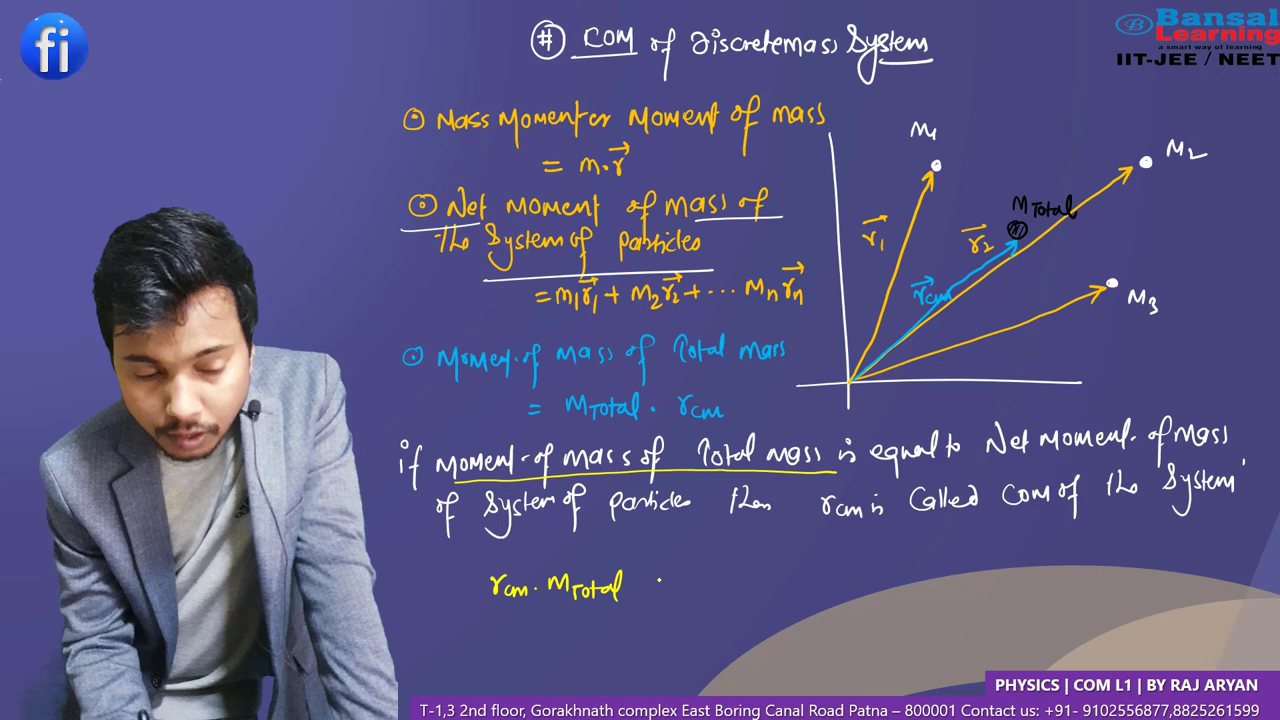 fi
# COM of Discretemass System
Bansal
Learning
a smart way of learning
IIT-JEE / NEET
⊙ Mass Moment or Moment of mass
= m.r⃗
⊙ Net moment of mass of
the System of particles
= m₁r⃗₁ + M₂r⃗₂ + ... Mₙr⃗ₙ
⊙ Moment.of mass of Total mass
= MTotal . rcm
M₁
M₂
MTotal
r⃗₁
r⃗₂
r⃗cm
M₃
if moment-of mass of Total mass is equal to Net moment-of mass
of System of particles then rcm is Called COM of the System
rcm . MTotal
PHYSICS | COM L1 | BY RAJ ARYAN
T-1,3 2nd floor, Gorakhnath complex East Boring Canal Road Patna – 800001 Contact us: +91- 9102556877,8825261599